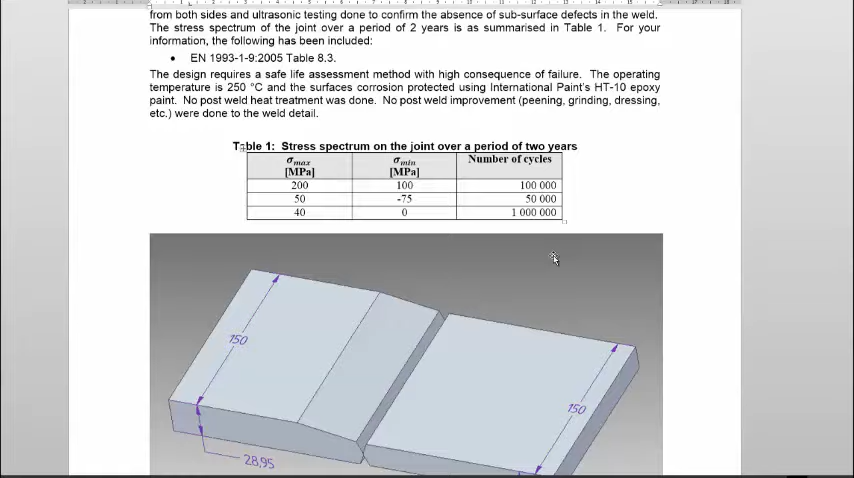 from both sides and ultrasonic testing done to confirm the absence of sub-surface defects in the weld.
The stress spectrum of the joint over a period of 2 years is as summarised in Table 1. For your
information, the following has been included:
• EN 1993-1-9:2005 Table 8.3.
The design requires a safe life assessment method with high consequence of failure. The operating
temperature is 250 °C and the surfaces corrosion protected using International Paint's HT-10 epoxy
paint. No post weld heat treatment was done. No post weld improvement (peening, grinding, dressing,
etc.) were done to the weld detail.
Table 1: Stress spectrum on the joint over a period of two years
σmax [MPa] σmin [MPa] Number of cycles
200 100 100 000
50 -75 50 000
40 0 1 000 000
150
150
28,95